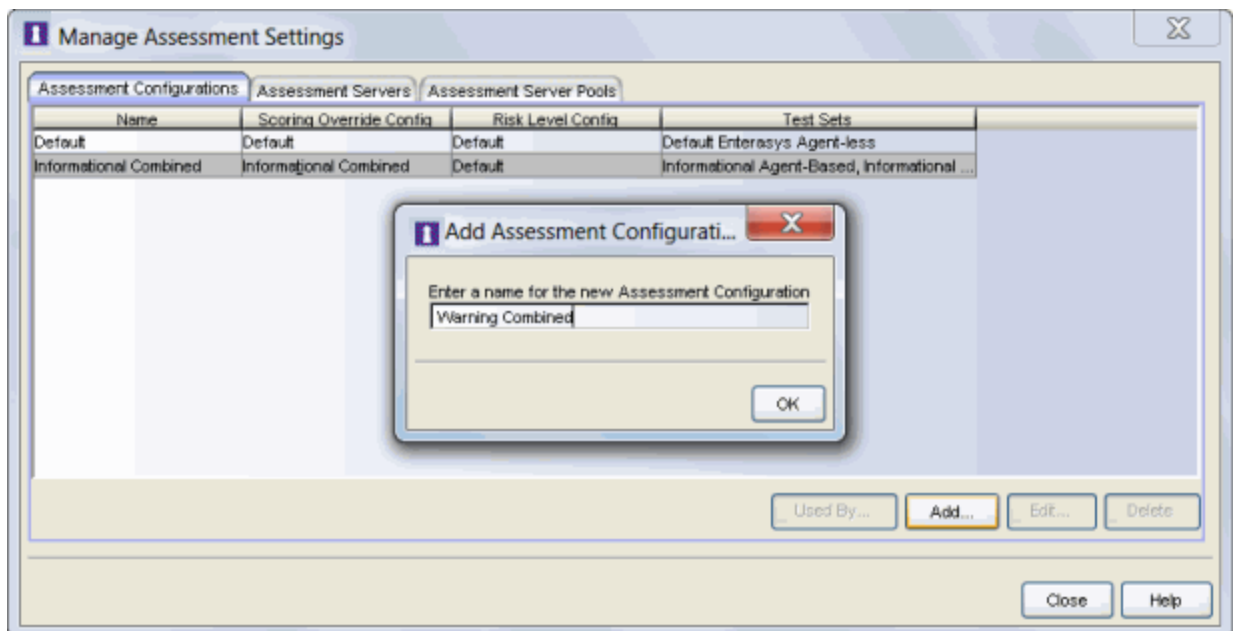 Manage Assessment Settings
Assessment Configurations Assessment Servers Assessment Server Pools
Name Scoring Override Config Risk Level Config Test Sets
Default Default Default Default Enterasys Agent-less
Informational Combined Informational Combined Default Informational Agent-Based, Informational ...
Add Assessment Configurati...
Enter a name for the new Assessment Configuration
Warning Combined
OK
Used By... Add... Edit... Delete
Close Help